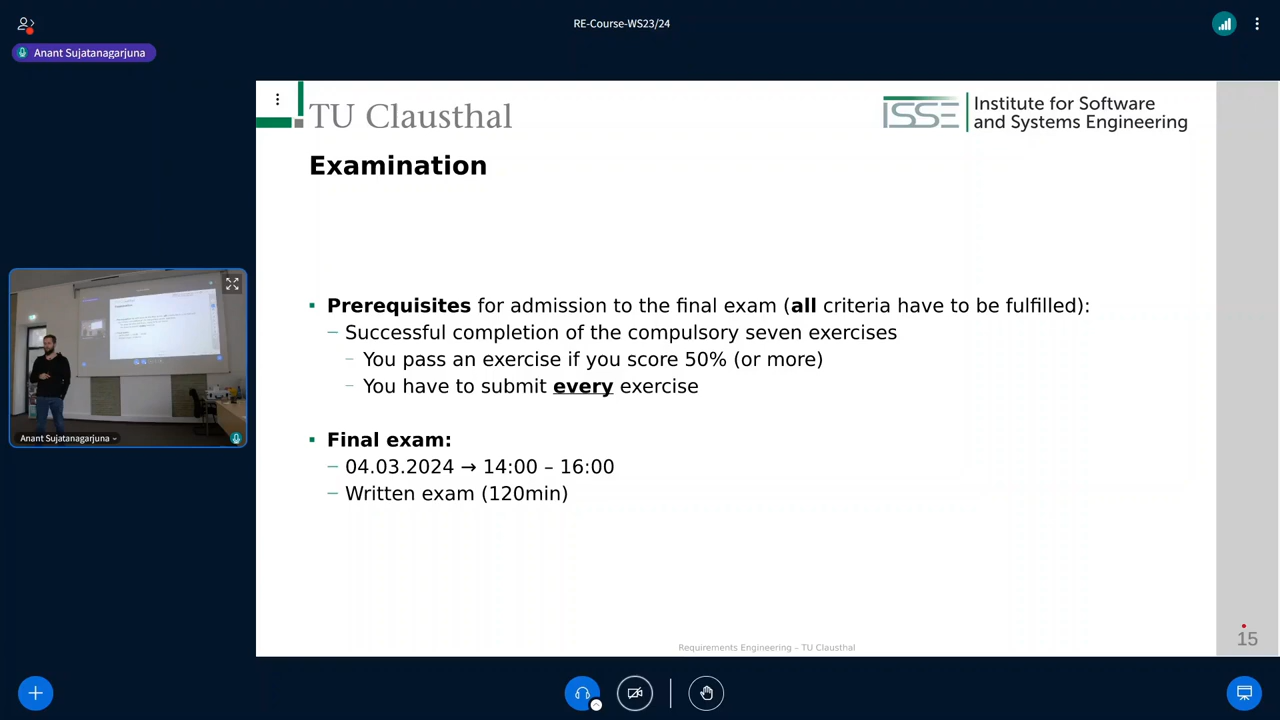 RE-Course-WS23/24
Anant Sujatanagarjuna
TU Clausthal
ISSE
Institute for Software
and Systems Engineering
Examination
▪ Prerequisites for admission to the final exam (all criteria have to be fulfilled):
– Successful completion of the compulsory seven exercises
– You pass an exercise if you score 50% (or more)
– You have to submit every exercise
▪ Final exam:
– 04.03.2024 → 14:00 – 16:00
– Written exam (120min)
Anant Sujatanagarjuna
Requirements Engineering – TU Clausthal
15